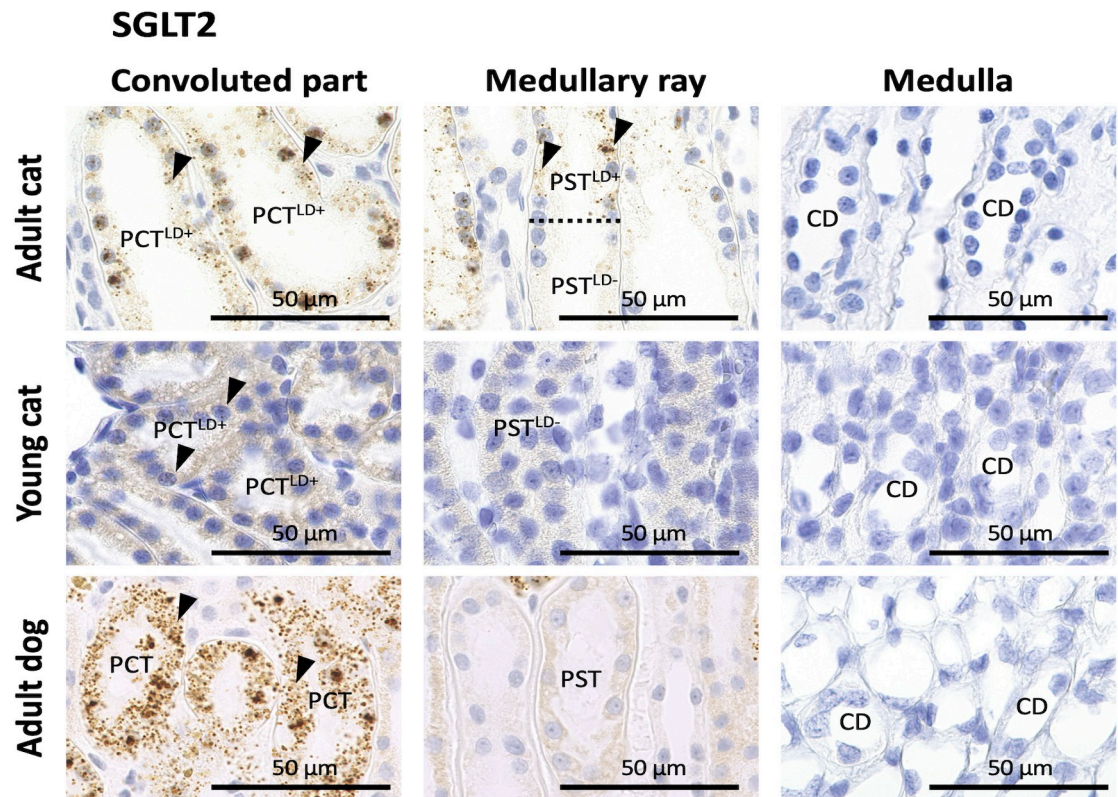 SGLT2
Convoluted part
Medullary ray
Medulla
Adult cat
PCTLD+
PCTLD+
50 µm
PSTLD+
PSTLD-
50 µm
CD
CD
50 µm
Young cat
PCTLD+
PCTLD+
50 µm
PSTLD-
50 µm
CD
CD
50 µm
Adult dog
PCT
PCT
50 µm
PST
50 µm
CD
CD
50 µm